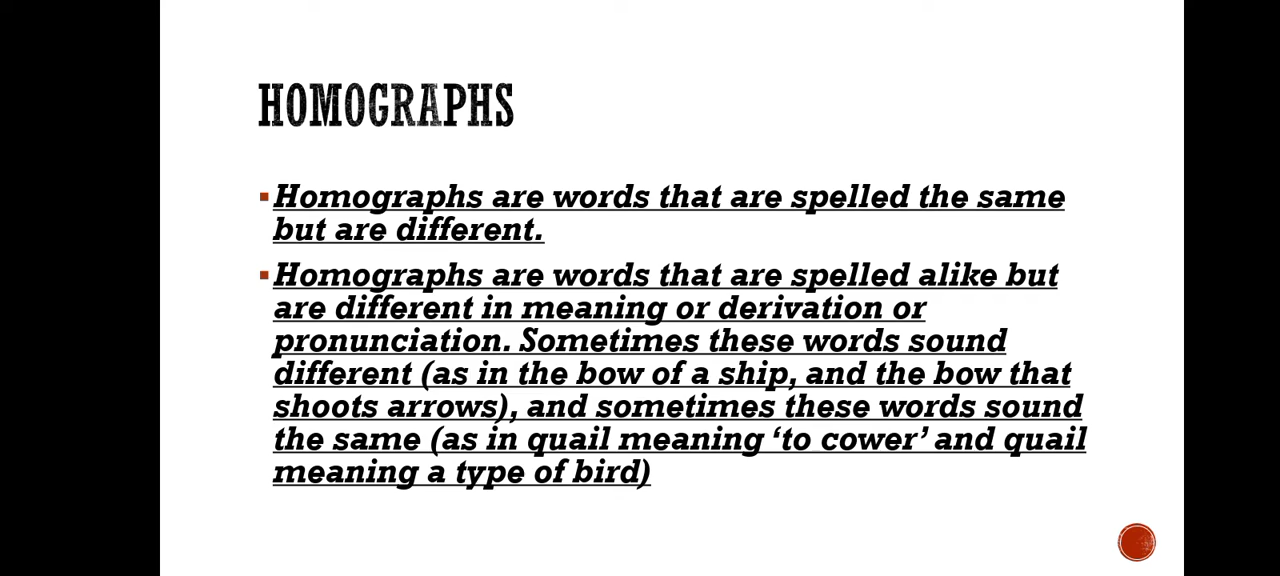 HOMOGRAPHS
▪Homographs are words that are spelled the same
but are different.
▪Homographs are words that are spelled alike but
are different in meaning or derivation or
pronunciation. Sometimes these words sound
different (as in the bow of a ship, and the bow that
shoots arrows), and sometimes these words sound
the same (as in quail meaning ‘to cower’ and quail
meaning a type of bird)